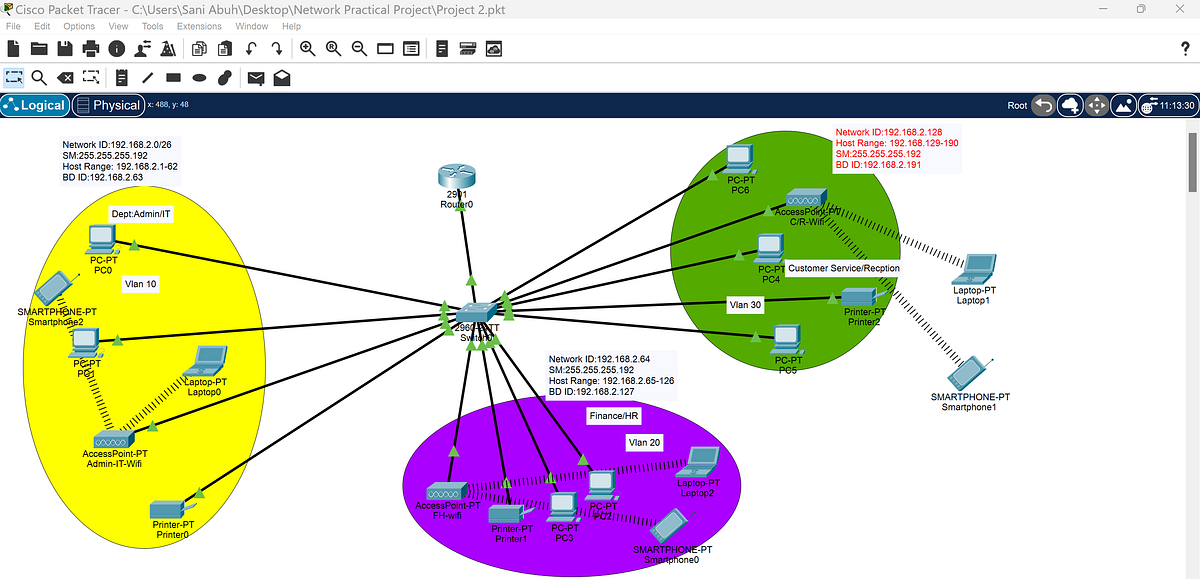 Cisco Packet Tracer - C:\Users\Sani Abuh\Desktop\Network Practical Project\Project 2.pkt
File Edit Options View Tools Extensions Window Help
Logical Physical x: 488, y: 48 Root 11:13:30
Network ID:192.168.2.0/26
SM:255.255.255.192
Host Range: 192.168.2.1-62
BD ID:192.168.2.63
Network ID:192.168.2.128
Host Range: 192.168.129-190
SM:255.255.255.192
BD ID:192.168.2.191
2901
Router0
Dept:Admin/IT
PC-PT
PC0
Vlan 10
SMARTPHONE-PT
Smartphone2
PC-PT
PC1
Laptop-PT
Laptop0
AccessPoint-PT
Admin-IT-Wifi
Printer-PT
Printer0
Switch0
PC-PT
PC6
AccessPoint-PT
C/R-Wifi
PC-PT
PC4
Customer Service/Recption
Vlan 30
Printer-PT
Printer2
PC-PT
PC5
Laptop-PT
Laptop1
SMARTPHONE-PT
Smartphone1
Network ID:192.168.2.64
SM:255.255.255.192
Host Range: 192.168.2.65-126
BD ID:192.168.2.127
Finance/HR
Vlan 20
AccessPoint-PT
FH-wifi
Printer-PT
Printer1
PC-PT
PC3
PC-PT
PC2
Laptop-PT
Laptop2
SMARTPHONE-PT
Smartphone0